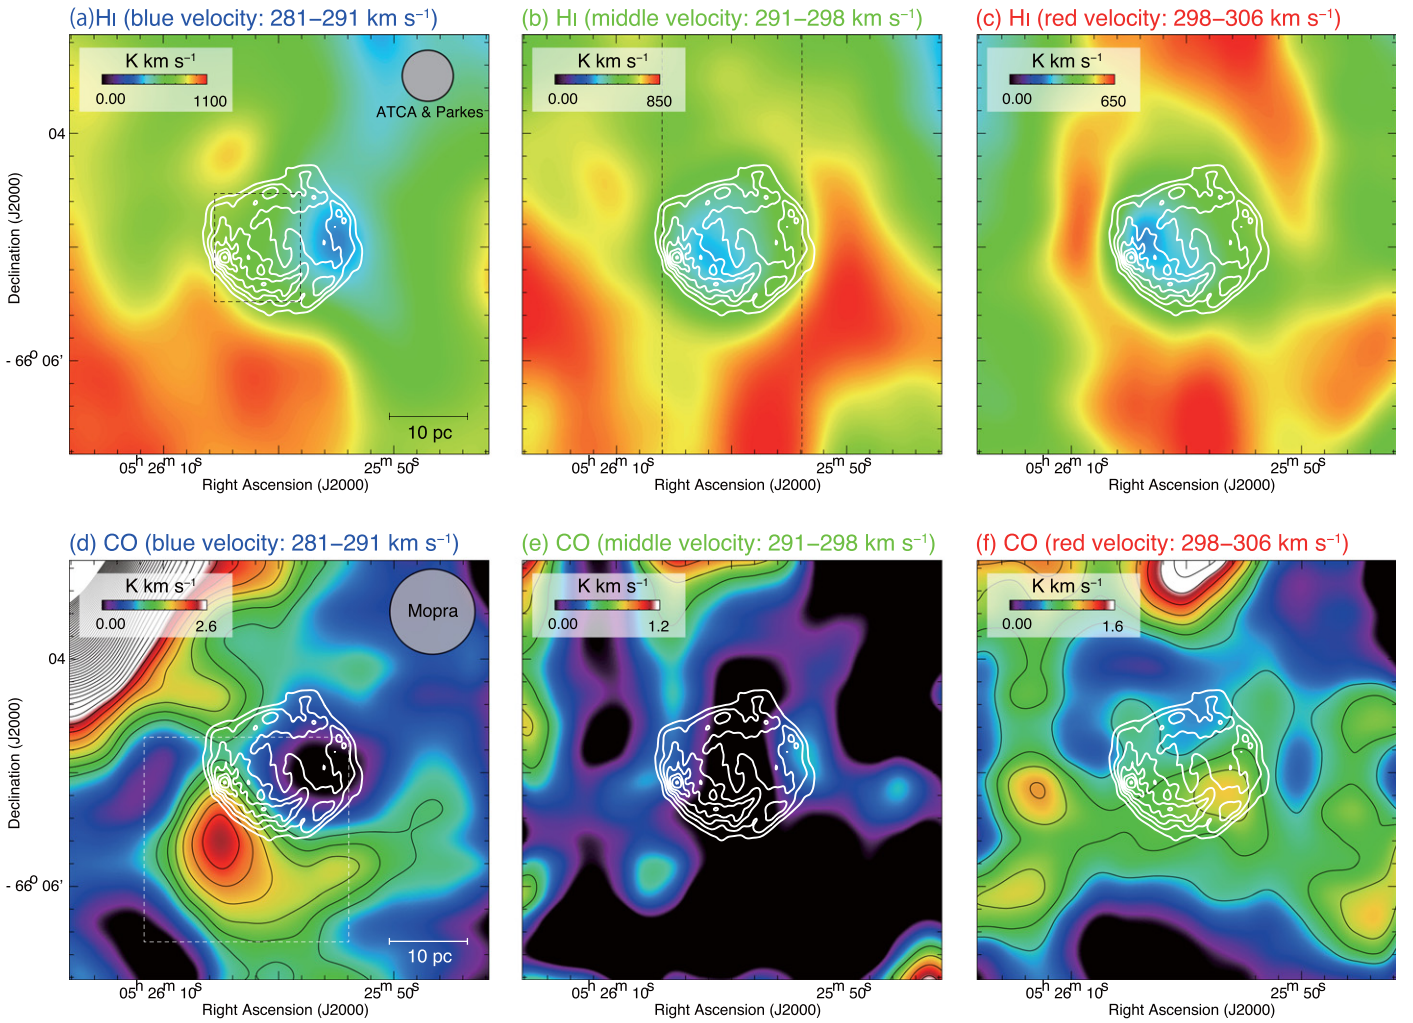 (a)HI (blue velocity: 281–291 km s⁻¹)
(b) HI (middle velocity: 291–298 km s⁻¹)
(c) HI (red velocity: 298–306 km s⁻¹)
K km s⁻¹
0.00 1100
ATCA & Parkes
K km s⁻¹
0.00 850
K km s⁻¹
0.00 650
04
- 66° 06'
Declination (J2000)
10 pc
05ʰ 26ᵐ 10ˢ 25ᵐ 50ˢ
Right Ascension (J2000)
05ʰ 26ᵐ 10ˢ 25ᵐ 50ˢ
Right Ascension (J2000)
05ʰ 26ᵐ 10ˢ 25ᵐ 50ˢ
Right Ascension (J2000)
(d) CO (blue velocity: 281–291 km s⁻¹)
(e) CO (middle velocity: 291–298 km s⁻¹)
(f) CO (red velocity: 298–306 km s⁻¹)
K km s⁻¹
0.00 2.6
Mopra
K km s⁻¹
0.00 1.2
K km s⁻¹
0.00 1.6
04
- 66° 06'
Declination (J2000)
10 pc
05ʰ 26ᵐ 10ˢ 25ᵐ 50ˢ
Right Ascension (J2000)
05ʰ 26ᵐ 10ˢ 25ᵐ 50ˢ
Right Ascension (J2000)
05ʰ 26ᵐ 10ˢ 25ᵐ 50ˢ
Right Ascension (J2000)